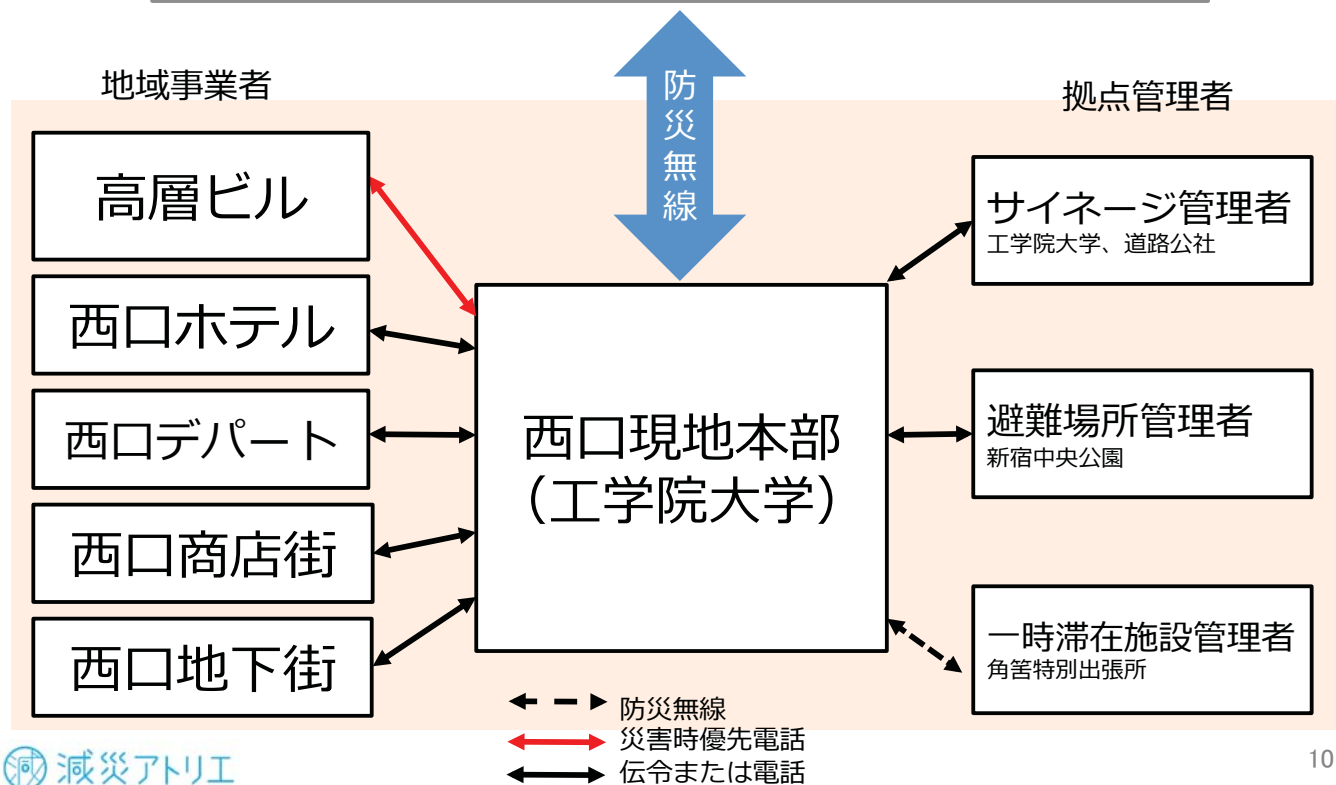 防災無線
地域事業者
拠点管理者
高層ビル
西口ホテル
西口デパート
西口商店街
西口地下街
西口現地本部
（工学院大学）
サイネージ管理者
工学院大学、道路公社
避難場所管理者
新宿中央公園
一時滞在施設管理者
角筈特別出張所
防災無線
災害時優先電話
伝令または電話
減 減災アトリエ
10